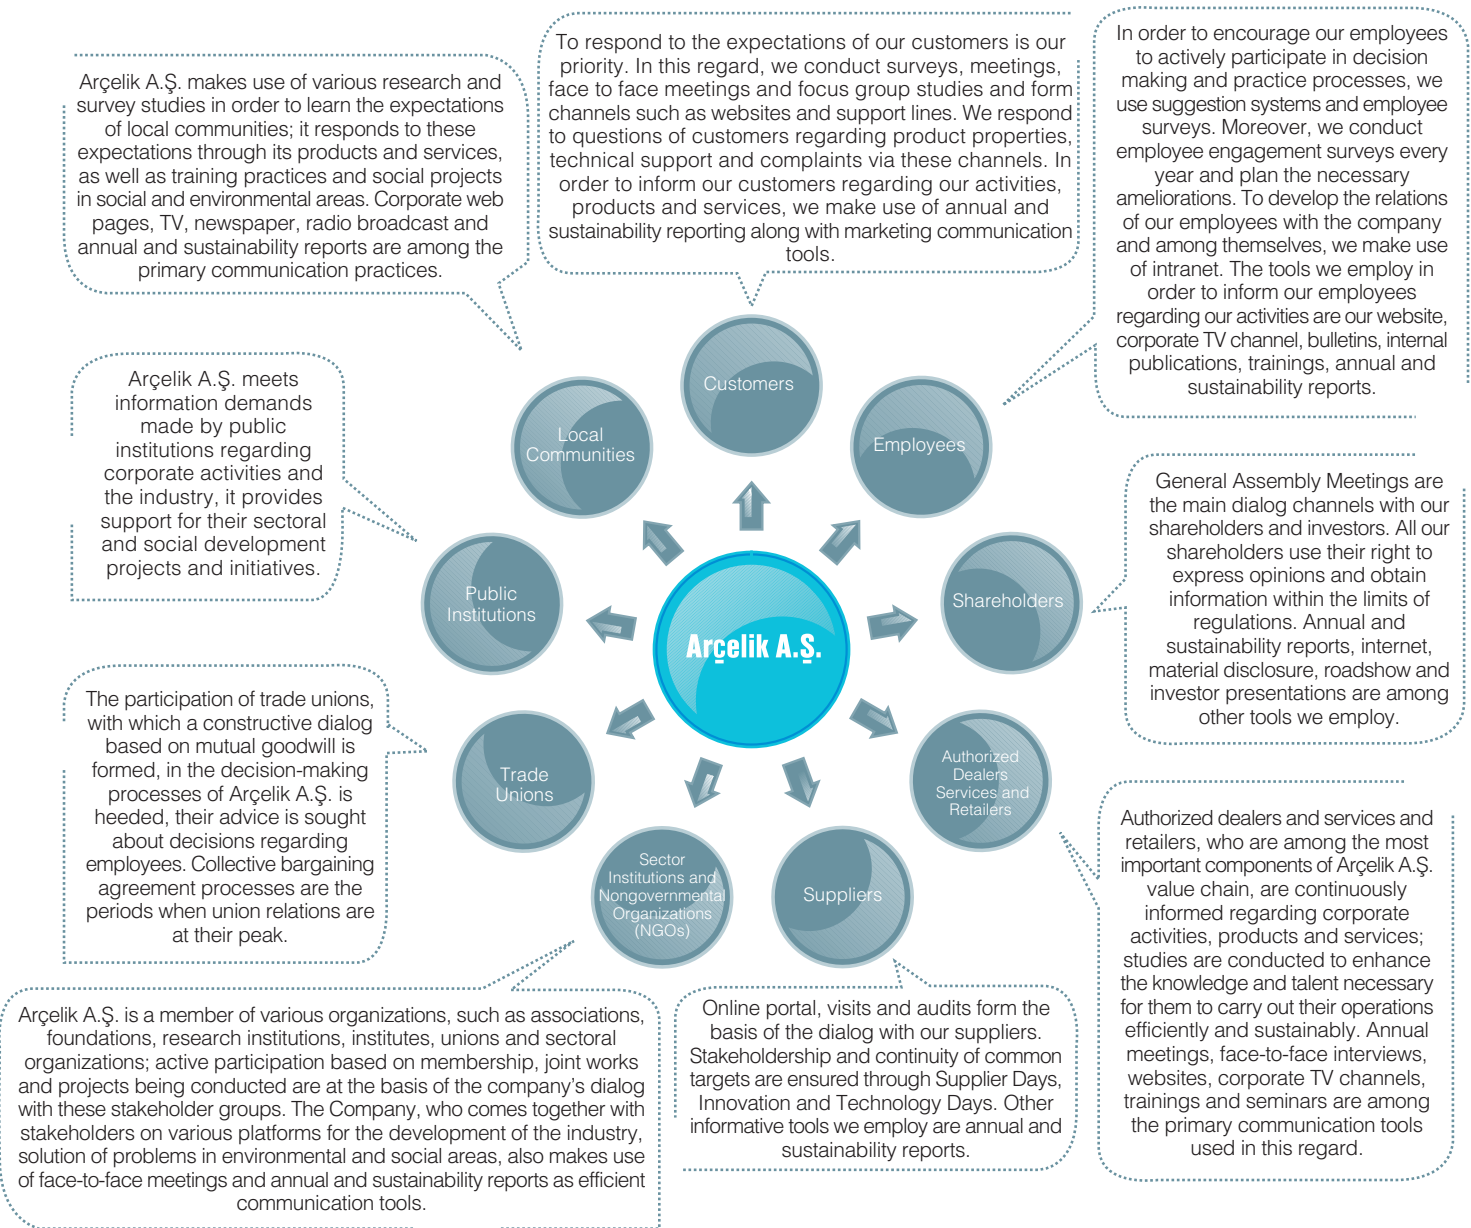 Arçelik A.Ş. makes use of various research and
survey studies in order to learn the expectations
of local communities; it responds to these
expectations through its products and services,
as well as training practices and social projects
in social and environmental areas. Corporate web
pages, TV, newspaper, radio broadcast and
annual and sustainability reports are among the
primary communication practices.
To respond to the expectations of our customers is our
priority. In this regard, we conduct surveys, meetings,
face to face meetings and focus group studies and form
channels such as websites and support lines. We respond
to questions of customers regarding product properties,
technical support and complaints via these channels. In
order to inform our customers regarding our activities,
products and services, we make use of annual and
sustainability reporting along with marketing communication
tools.
In order to encourage our employees
to actively participate in decision
making and practice processes, we
use suggestion systems and employee
surveys. Moreover, we conduct
employee engagement surveys every
year and plan the necessary
ameliorations. To develop the relations
of our employees with the company
and among themselves, we make use
of intranet. The tools we employ in
order to inform our employees
regarding our activities are our website,
corporate TV channel, bulletins, internal
publications, trainings, annual and
sustainability reports.
Arçelik A.Ş. meets
information demands
made by public
institutions regarding
corporate activities and
the industry, it provides
support for their sectoral
and social development
projects and initiatives.
Customers
Local
Communities
Employees
Public
Institutions
Shareholders
Arçelik A.Ş.
General Assembly Meetings are
the main dialog channels with our
shareholders and investors. All our
shareholders use their right to
express opinions and obtain
information within the limits of
regulations. Annual and
sustainability reports, internet,
material disclosure, roadshow and
investor presentations are among
other tools we employ.
The participation of trade unions,
with which a constructive dialog
based on mutual goodwill is
formed, in the decision-making
processes of Arçelik A.Ş. is
heeded, their advice is sought
about decisions regarding
employees. Collective bargaining
agreement processes are the
periods when union relations are
at their peak.
Trade
Unions
Authorized
Dealers
Services and
Retailers
Sector
Institutions and
Nongovernmental
Organizations
(NGOs)
Suppliers
Authorized dealers and services and
retailers, who are among the most
important components of Arçelik A.Ş.
value chain, are continuously
informed regarding corporate
activities, products and services;
studies are conducted to enhance
the knowledge and talent necessary
for them to carry out their operations
efficiently and sustainably. Annual
meetings, face-to-face interviews,
websites, corporate TV channels,
trainings and seminars are among
the primary communication tools
used in this regard.
Arçelik A.Ş. is a member of various organizations, such as associations,
foundations, research institutions, institutes, unions and sectoral
organizations; active participation based on membership, joint works
and projects being conducted are at the basis of the company's dialog
with these stakeholder groups. The Company, who comes together with
stakeholders on various platforms for the development of the industry,
solution of problems in environmental and social areas, also makes use
of face-to-face meetings and annual and sustainability reports as efficient
communication tools.
Online portal, visits and audits form the
basis of the dialog with our suppliers.
Stakeholdership and continuity of common
targets are ensured through Supplier Days,
Innovation and Technology Days. Other
informative tools we employ are annual and
sustainability reports.